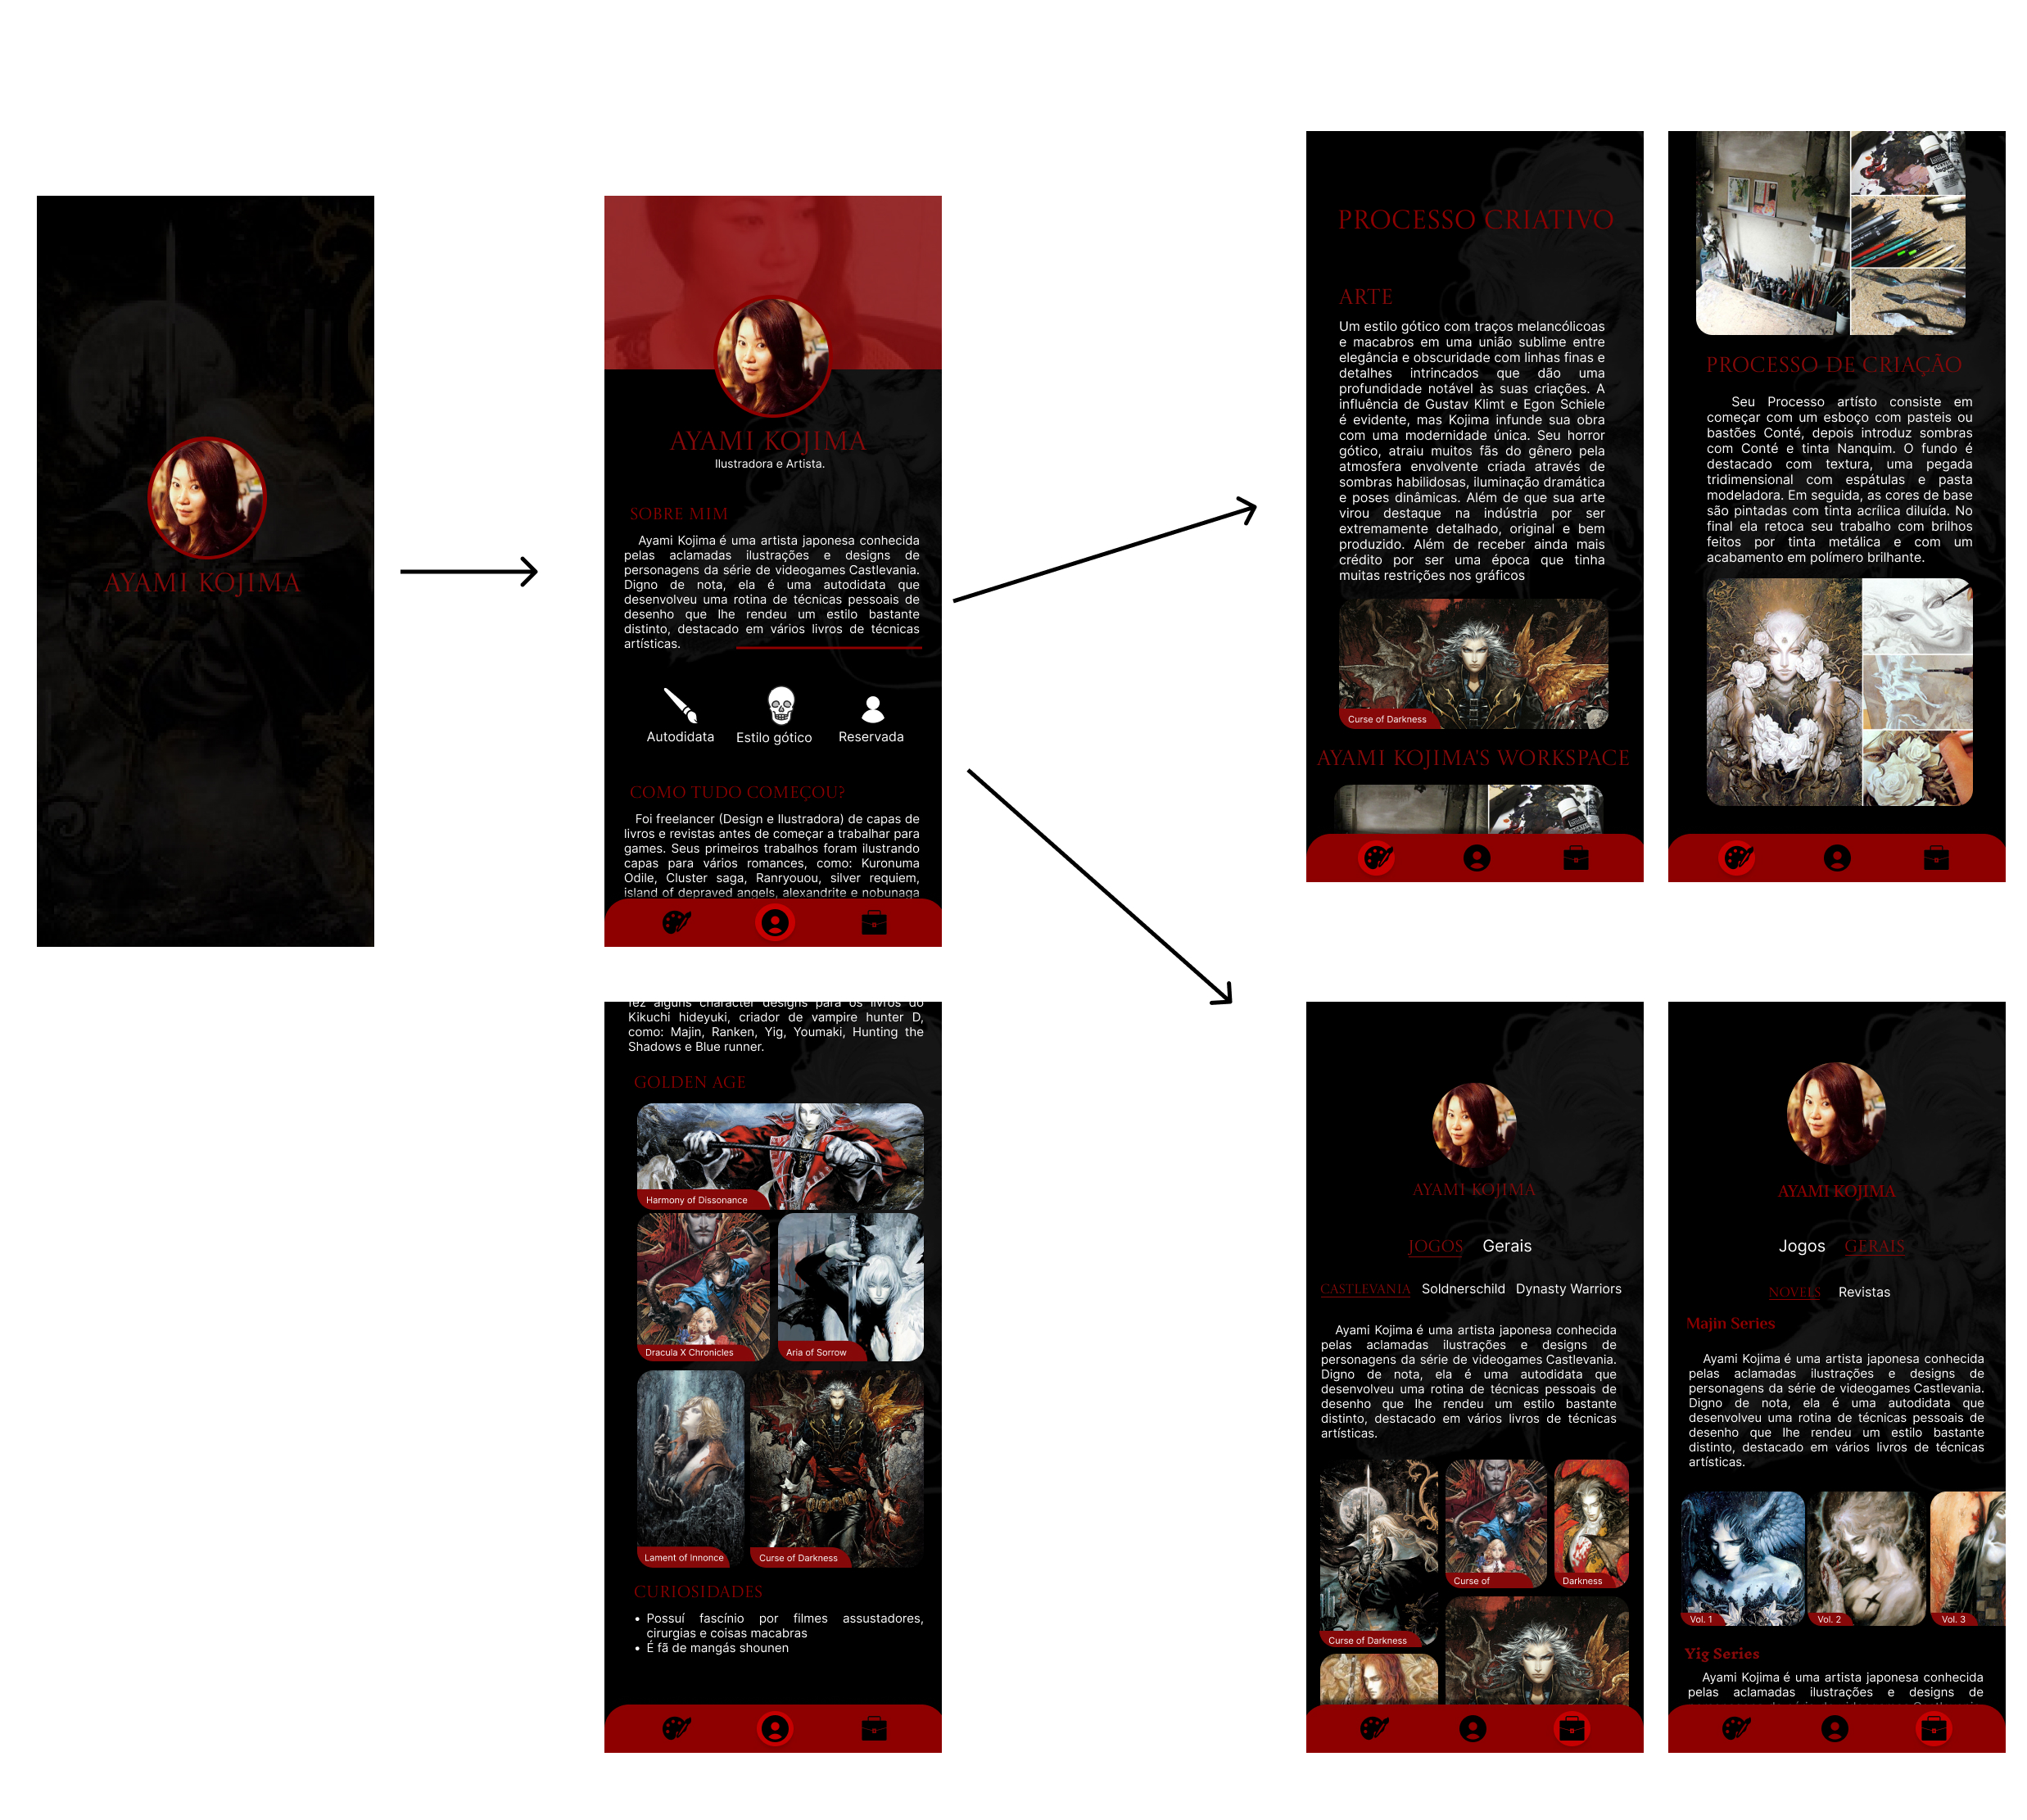 AYAMI KOJIMA
AYAMI KOJIMA
Ilustradora e Artista.
SOBRE MIM
Ayami Kojima é uma artista japonesa conhecida
pelas aclamadas ilustrações e designs de
personagens da série de videogames Castlevania.
Digno de nota, ela é uma autodidata que
desenvolveu uma rotina de técnicas pessoais de
desenho que lhe rendeu um estilo bastante
distinto, destacado em vários livros de técnicas
artísticas.
Autodidata
Estilo gótico
Reservada
COMO TUDO COMEÇOU?
Foi freelancer (Design e Ilustradora) de capas de
livros e revistas antes de começar a trabalhar para
games. Seus primeiros trabalhos foram ilustrando
capas para vários romances, como: Kuronuma
Odile, Cluster saga, Ranryouou, silver requiem,
island of depraved angels, alexandrite e nobunaga
fez alguns character designs para os livros do
Kikuchi hideyuki, criador de vampire hunter D,
como: Majin, Ranken, Yig, Youmaki, Hunting the
Shadows e Blue runner.
GOLDEN AGE
Harmony of Dissonance
Dracula X Chronicles
Aria of Sorrow
Lament of Innonce
Curse of Darkness
CURIOSIDADES
• Possuí fascínio por filmes assustadores,
cirurgias e coisas macabras
• É fã de mangás shounen
PROCESSO CRIATIVO
ARTE
Um estilo gótico com traços melancólicoas
e macabros em uma união sublime entre
elegância e obscuridade com linhas finas e
detalhes intrincados que dão uma
profundidade notável às suas criações. A
influência de Gustav Klimt e Egon Schiele
é evidente, mas Kojima infunde sua obra
com uma modernidade única. Seu horror
gótico, atraiu muitos fãs do gênero pela
atmosfera envolvente criada através de
sombras habilidosas, iluminação dramática
e poses dinâmicas. Além de que sua arte
virou destaque na indústria por ser
extremamente detalhado, original e bem
produzido. Além de receber ainda mais
crédito por ser uma época que tinha
muitas restrições nos gráficos
Curse of Darkness
AYAMI KOJIMA'S WORKSPACE
PROCESSO DE CRIAÇÃO
Seu Processo artísto consiste em
começar com um esboço com pasteis ou
bastões Conté, depois introduz sombras
com Conté e tinta Nanquim. O fundo é
destacado com textura, uma pegada
tridimensional com espátulas e pasta
modeladora. Em seguida, as cores de base
são pintadas com tinta acrílica diluída. No
final ela retoca seu trabalho com brilhos
feitos por tinta metálica e com um
acabamento em polímero brilhante.
AYAMI KOJIMA
JOGOS Gerais
CASTLEVANIA Soldnerschild Dynasty Warriors
Ayami Kojima é uma artista japonesa conhecida
pelas aclamadas ilustrações e designs de
personagens da série de videogames Castlevania.
Digno de nota, ela é uma autodidata que
desenvolveu uma rotina de técnicas pessoais de
desenho que lhe rendeu um estilo bastante
distinto, destacado em vários livros de técnicas
artísticas.
Curse of
Darkness
Curse of Darkness
AYAMI KOJIMA
Jogos GERAIS
NOVELS Revistas
Majin Series
Ayami Kojima é uma artista japonesa conhecida
pelas aclamadas ilustrações e designs de
personagens da série de videogames Castlevania.
Digno de nota, ela é uma autodidata que
desenvolveu uma rotina de técnicas pessoais de
desenho que lhe rendeu um estilo bastante
distinto, destacado em vários livros de técnicas
artísticas.
Vol. 1
Vol. 2
Vol. 3
Yig Series
Ayami Kojima é uma artista japonesa conhecida
pelas aclamadas ilustrações e designs de